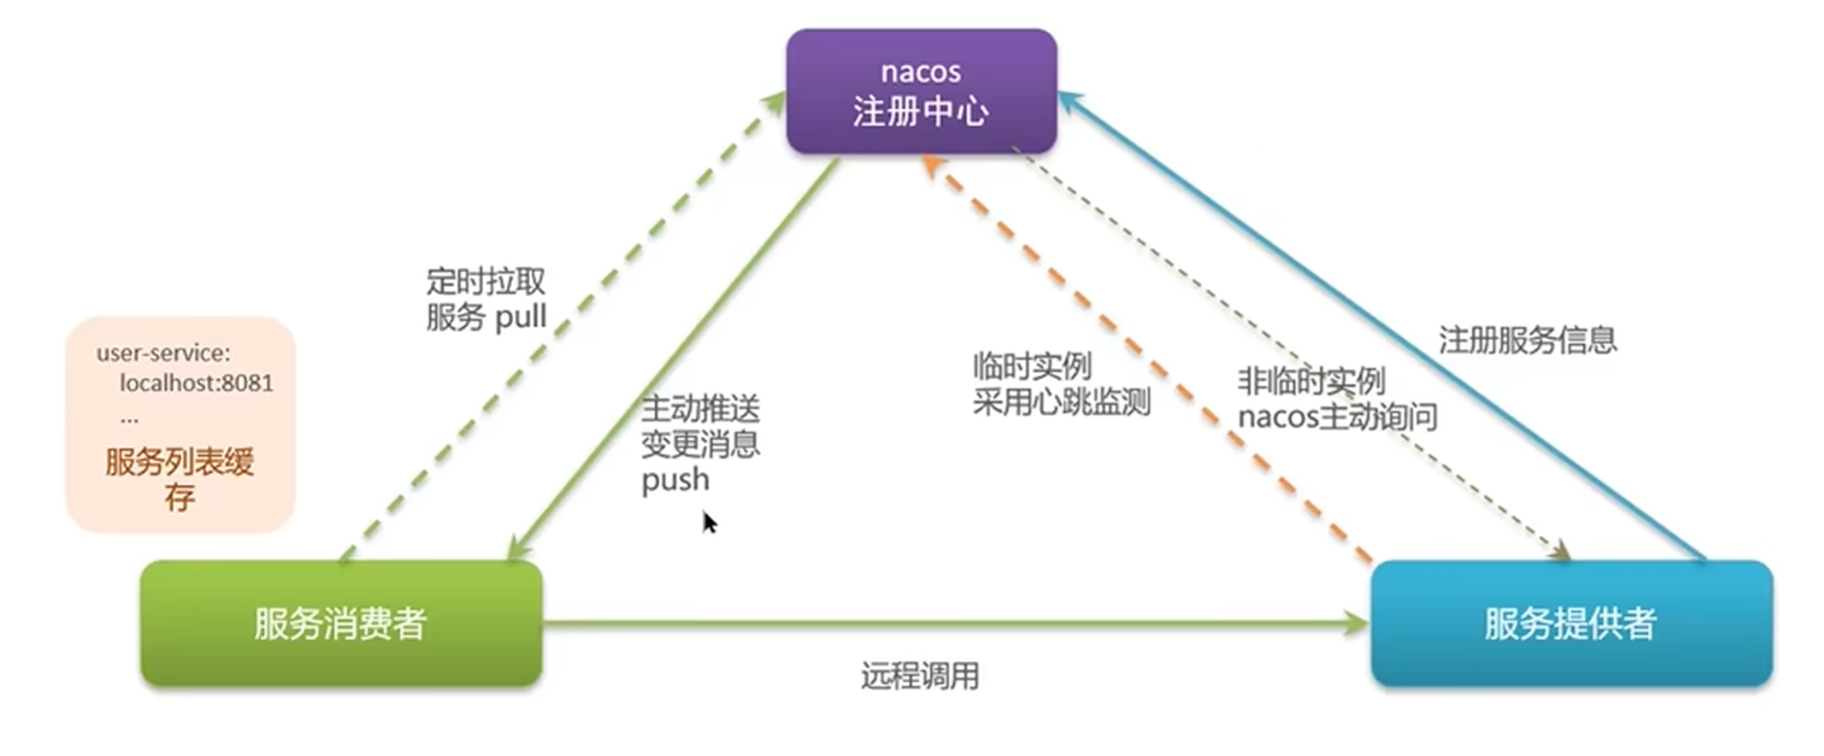 nacos
注册中心
定时拉取
服务 pull
user-service:
localhost:8081
...
服务列表缓
存
主动推送
变更消息
push
临时实例
采用心跳监测
非临时实例
nacos主动询问
注册服务信息
服务消费者
远程调用
服务提供者